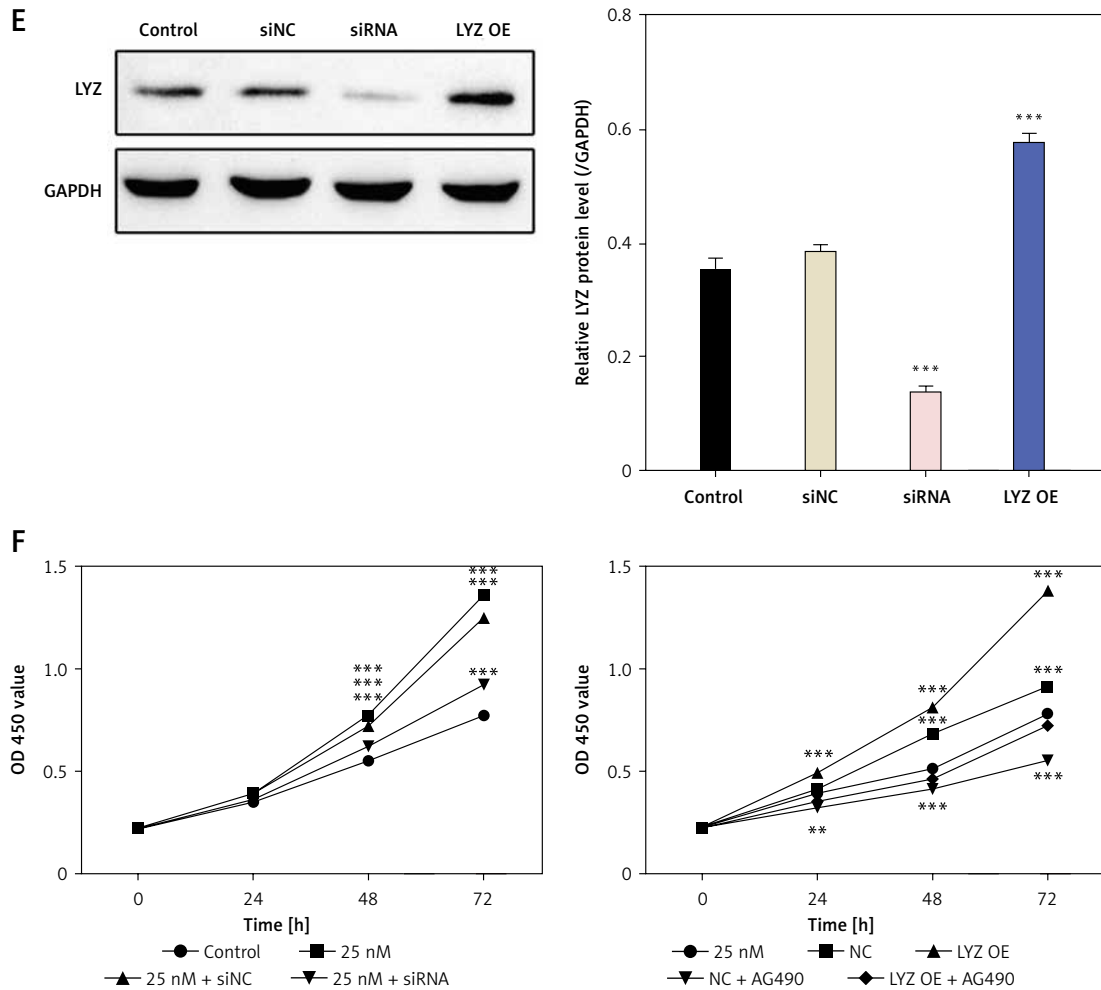 E
Control siNC siRNA LYZ OE
LYZ
GAPDH
Relative LYZ protein level (/GAPDH)
0.8
0.6
0.4
0.2
0
***
***
Control siNC siRNA LYZ OE
F
OD 450 value
1.5
1.0
0.5
0
***
***
***
***
***
***
0 24 48 72
Time [h]
Control 25 nM
25 nM + siNC 25 nM + siRNA
OD 450 value
1.5
1.0
0.5
0
***
***
***
***
***
**
***
***
0 24 48 72
Time [h]
25 nM NC LYZ OE
NC + AG490 LYZ OE + AG490